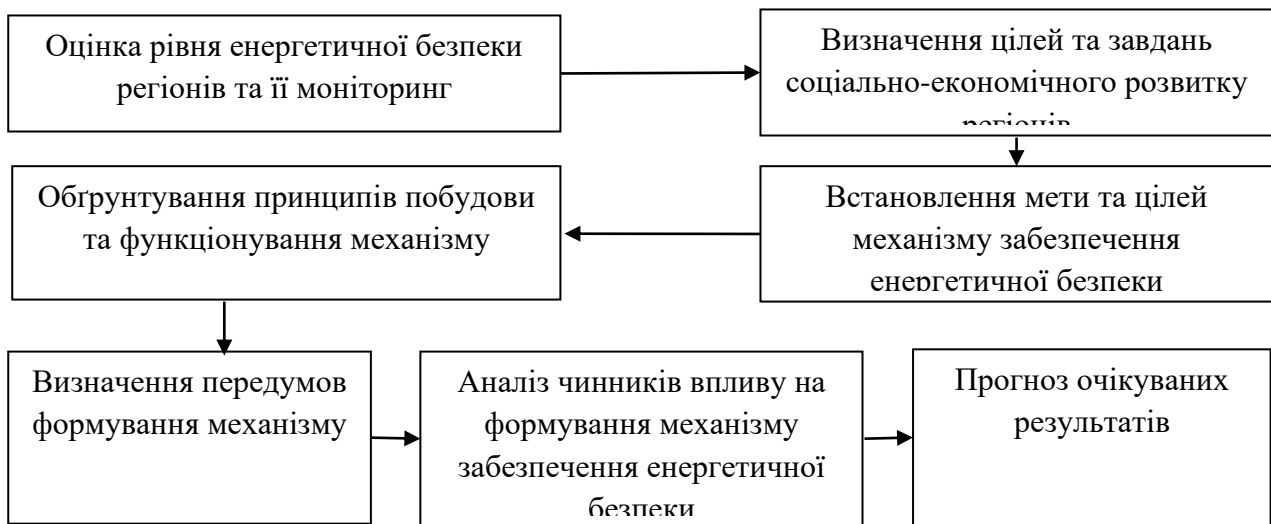 Оцінка рівня енергетичної безпеки
регіонів та її моніторинг
Визначення цілей та завдань
соціально-економічного розвитку
регіонів
Обґрунтування принципів побудови
та функціонування механізму
Встановлення мети та цілей
механізму забезпечення
енергетичної безпеки
Визначення передумов
формування механізму
Аналіз чинників впливу на
формування механізму
забезпечення енергетичної
безпеки
Прогноз очікуваних
результатів